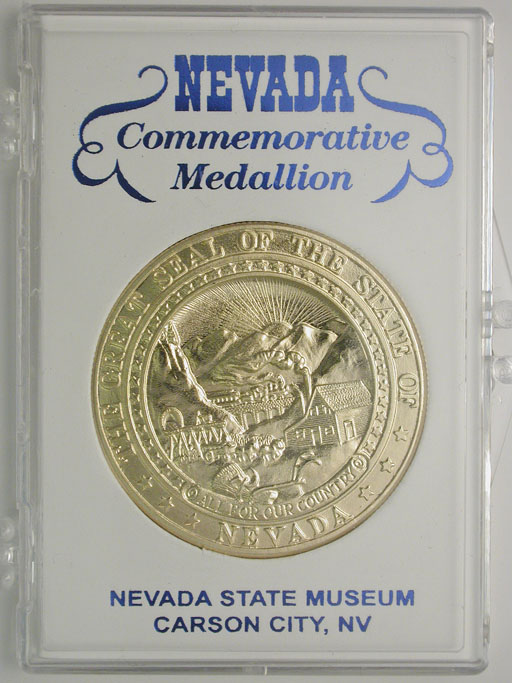 NEVADA
Commemorative
Medallion
THE GREAT SEAL OF THE STATE OF
NEVADA
ALL FOR OUR COUNTRY
NEVADA STATE MUSEUM
CARSON CITY, NV